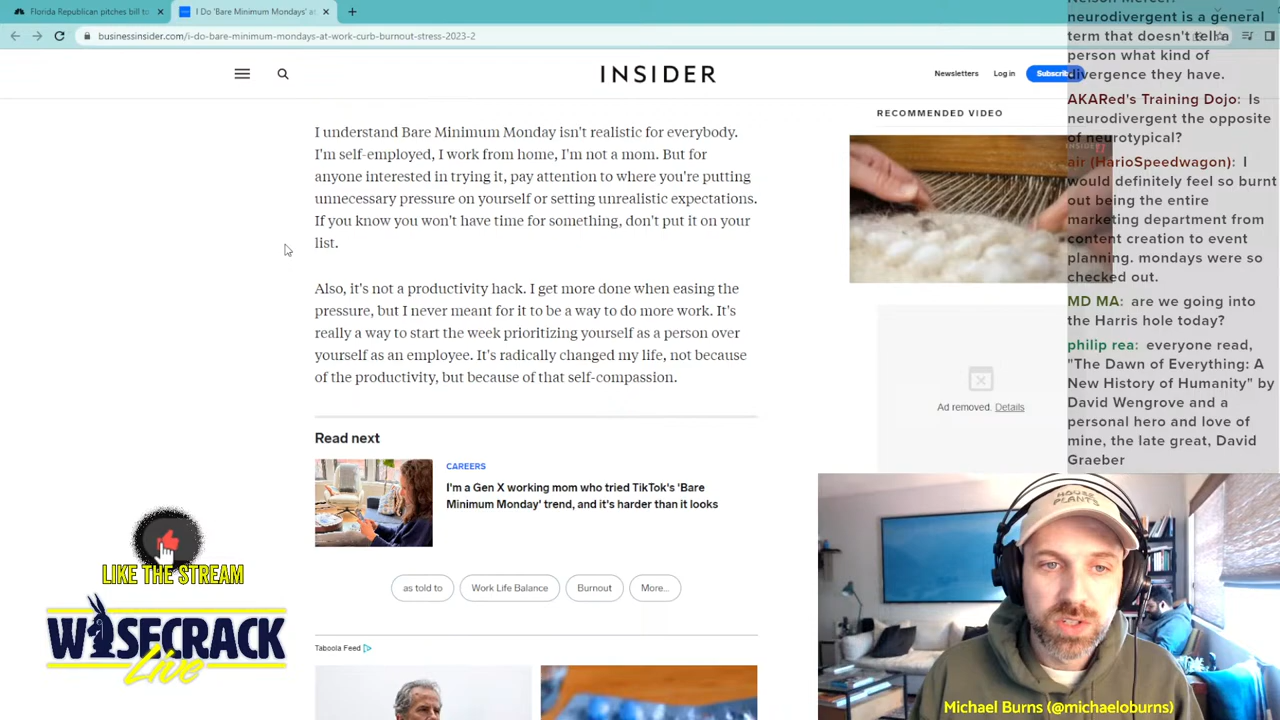 Florida Republican pitches bill to
I Do 'Bare Minimum Mondays' as
businessinsider.com/i-do-bare-minimum-mondays-at-work-curb-burnout-stress-2023-2
INSIDER
Newsletters
Log in
Subscrib
I understand Bare Minimum Monday isn't realistic for everybody.
I'm self-employed, I work from home, I'm not a mom. But for
anyone interested in trying it, pay attention to where you're putting
unnecessary pressure on yourself or setting unrealistic expectations.
If you know you won't have time for something, don't put it on your
list.
Also, it's not a productivity hack. I get more done when easing the
pressure, but I never meant for it to be a way to do more work. It's
really a way to start the week prioritizing yourself as a person over
yourself as an employee. It's radically changed my life, not because
of the productivity, but because of that self-compassion.
Read next
CAREERS
I'm a Gen X working mom who tried TikTok's 'Bare
Minimum Monday' trend, and it's harder than it looks
as told to
Work Life Balance
Burnout
More...
Taboola Feed
RECOMMENDED VIDEO
INSIDER
Ad removed. Details
neurodivergent is a general
term that doesn't tell a
person what kind of
divergence they have.
AKARed's Training Dojo: Is
neurodivergent the opposite
of neurotypical?
air (HarioSpeedwagon): I
would definitely feel so burnt
out being the entire
marketing department from
content creation to event
planning. mondays were so
checked out.
MD MA: are we going into
the Harris hole today?
philip rea: everyone read,
"The Dawn of Everything: A
New History of Humanity" by
David Wengrove and a
personal hero and love of
mine, the late great, David
Graeber
LIKE THE STREAM
WISECRACK
Live
HOUSE
PLANTS
Michael Burns (@michaeloburns)